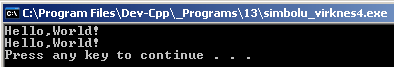 C:\Program Files\Dev-Cpp\_Programs\13\simbolu_virknes4.exe
Hello,World!
Hello,World!
Press any key to continue . . .